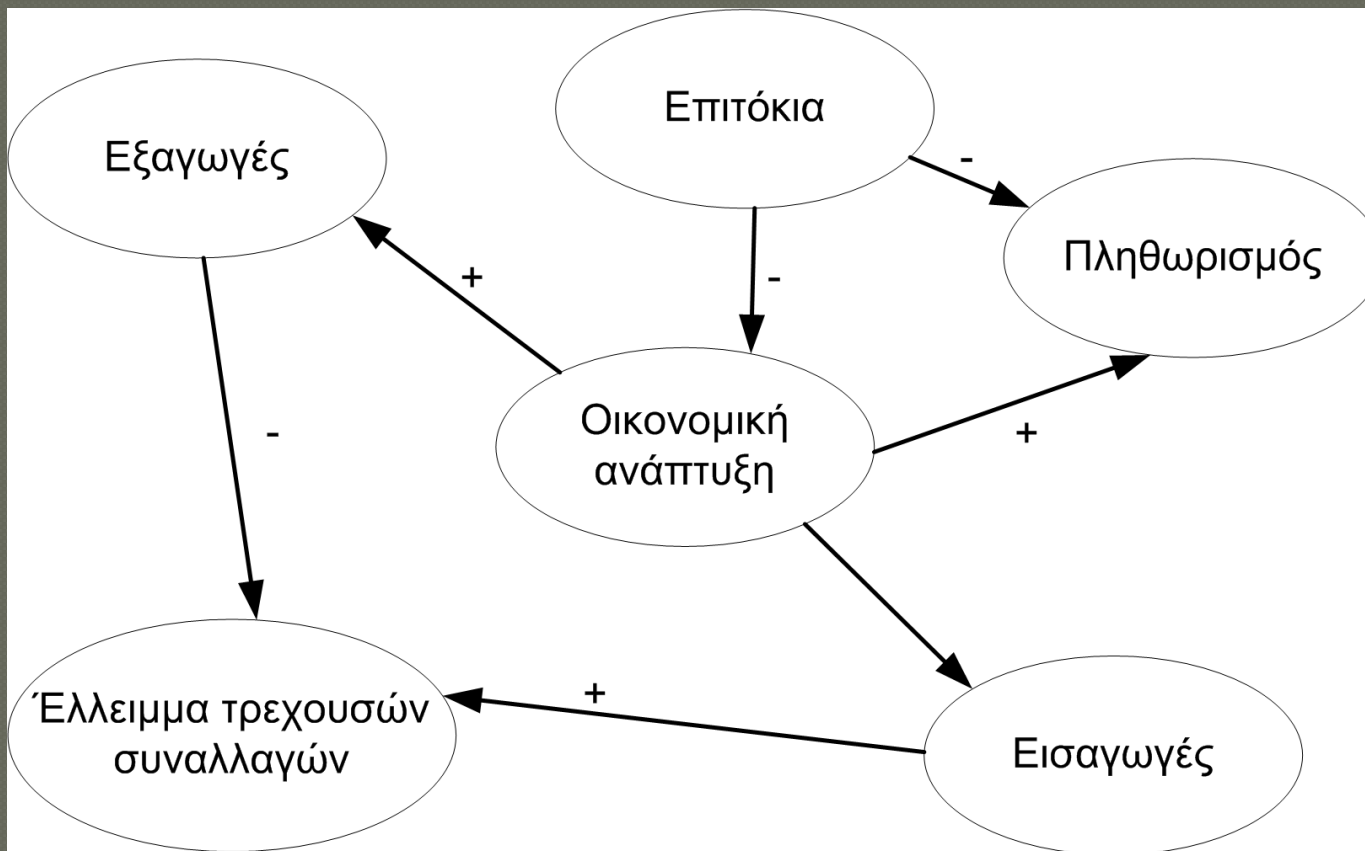 Επιτόκια
Εξαγωγές
-
Πληθωρισμός
+
-
Οικονομική
ανάπτυξη
-
+
Έλλειμμα τρεχουσών
συναλλαγών
+
Εισαγωγές